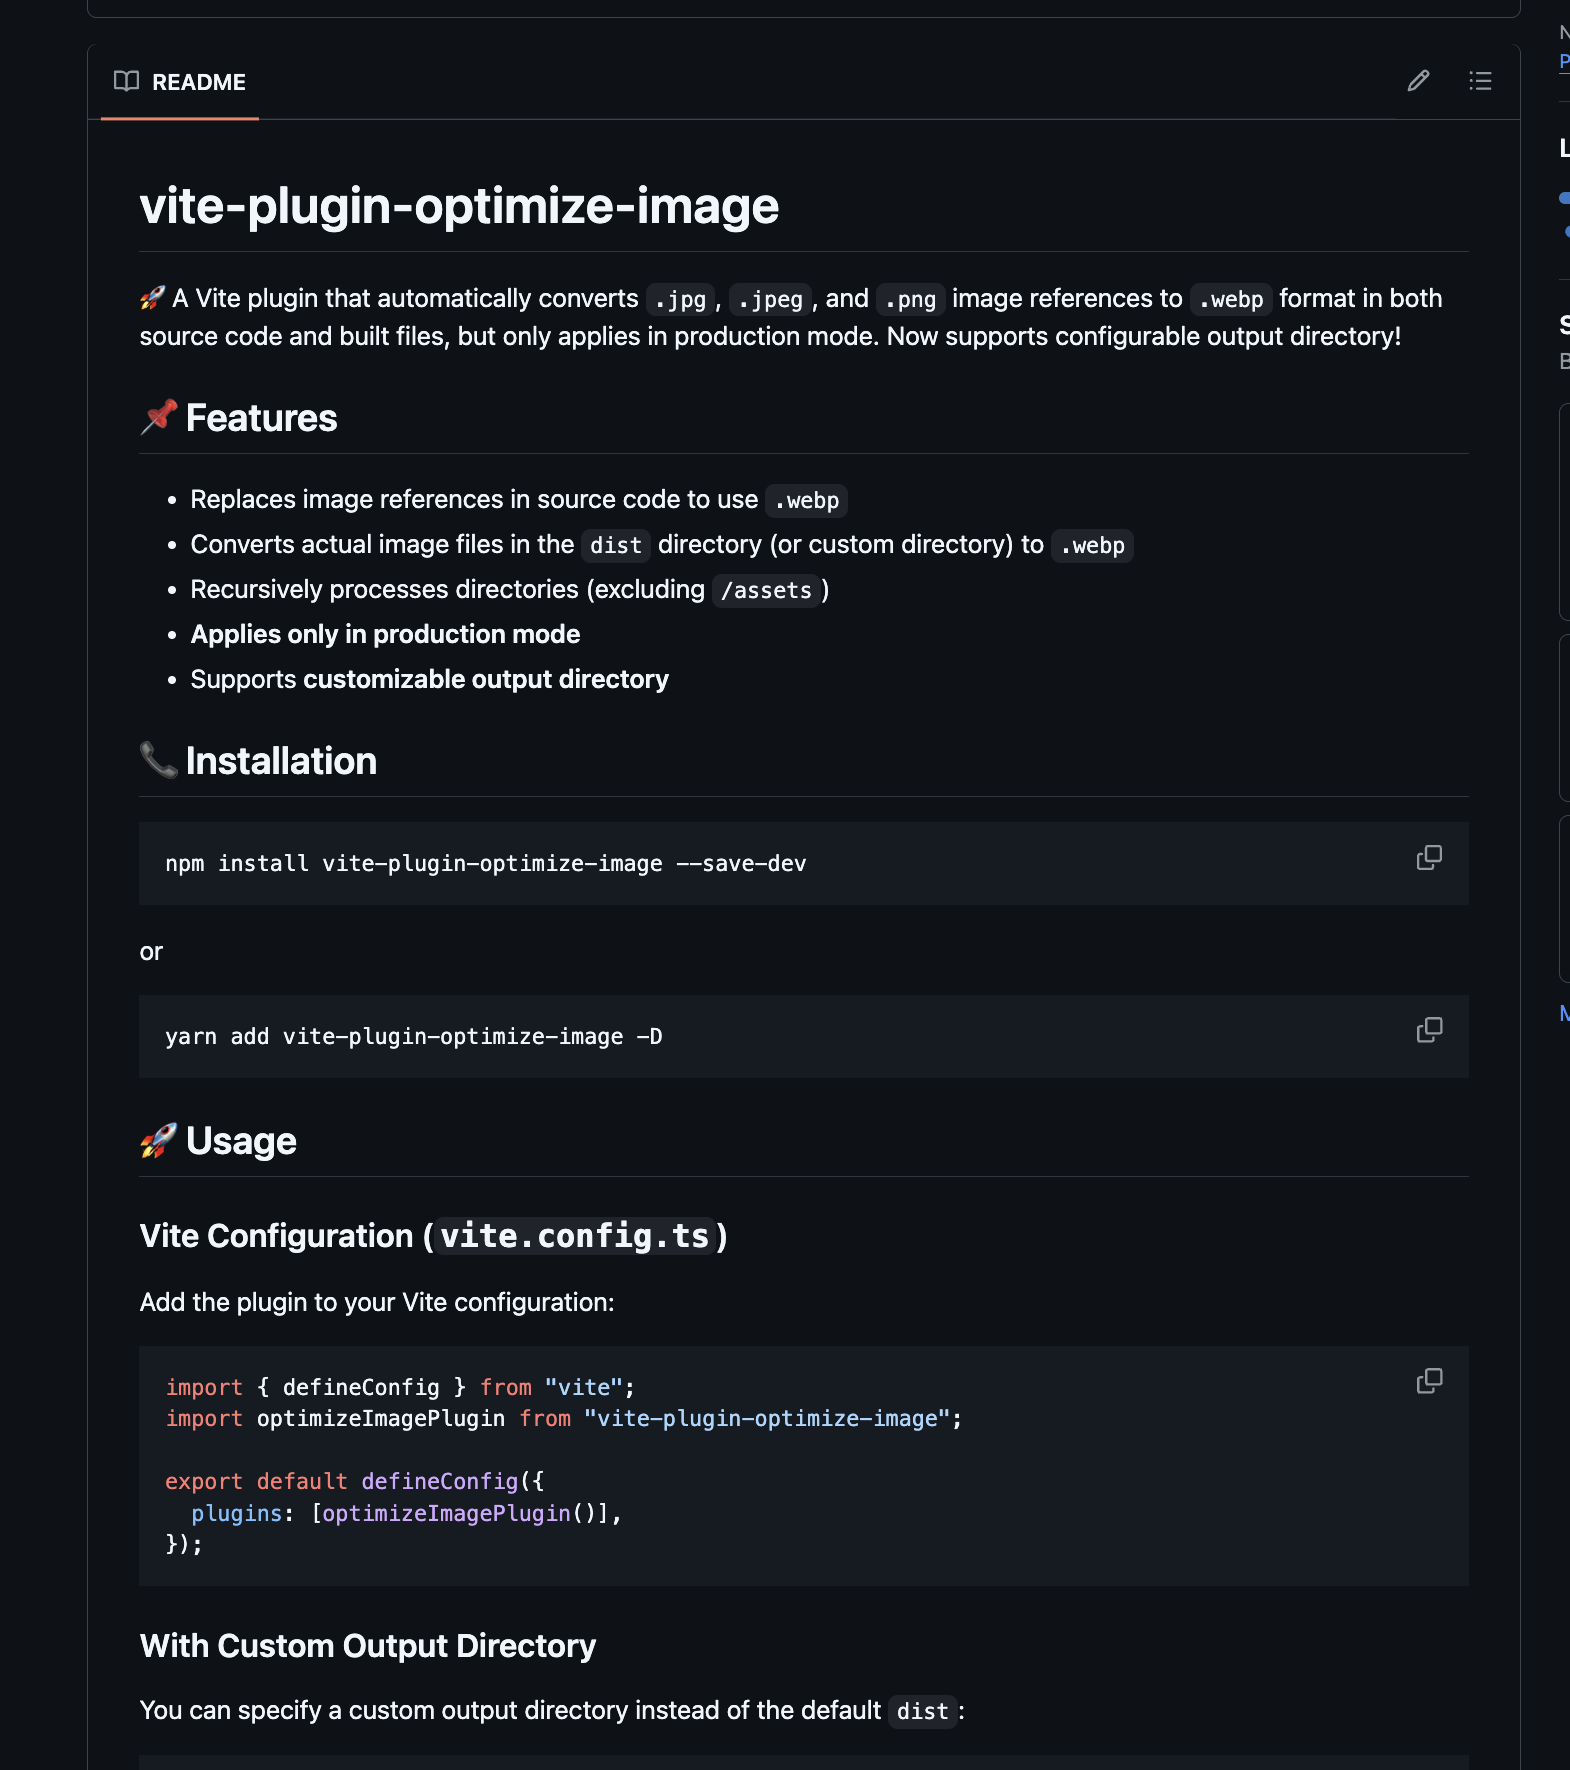 README
vite-plugin-optimize-image
🚀 A Vite plugin that automatically converts .jpg, .jpeg, and .png image references to .webp format in both
source code and built files, but only applies in production mode. Now supports configurable output directory!
📌 Features
• Replaces image references in source code to use .webp
• Converts actual image files in the dist directory (or custom directory) to .webp
• Recursively processes directories (excluding /assets)
• Applies only in production mode
• Supports customizable output directory
📞 Installation
npm install vite-plugin-optimize-image --save-dev
or
yarn add vite-plugin-optimize-image -D
🚀 Usage
Vite Configuration (vite.config.ts)
Add the plugin to your Vite configuration:
import { defineConfig } from "vite";
import optimizeImagePlugin from "vite-plugin-optimize-image";
export default defineConfig({
  plugins: [optimizeImagePlugin()],
});
With Custom Output Directory
You can specify a custom output directory instead of the default dist: